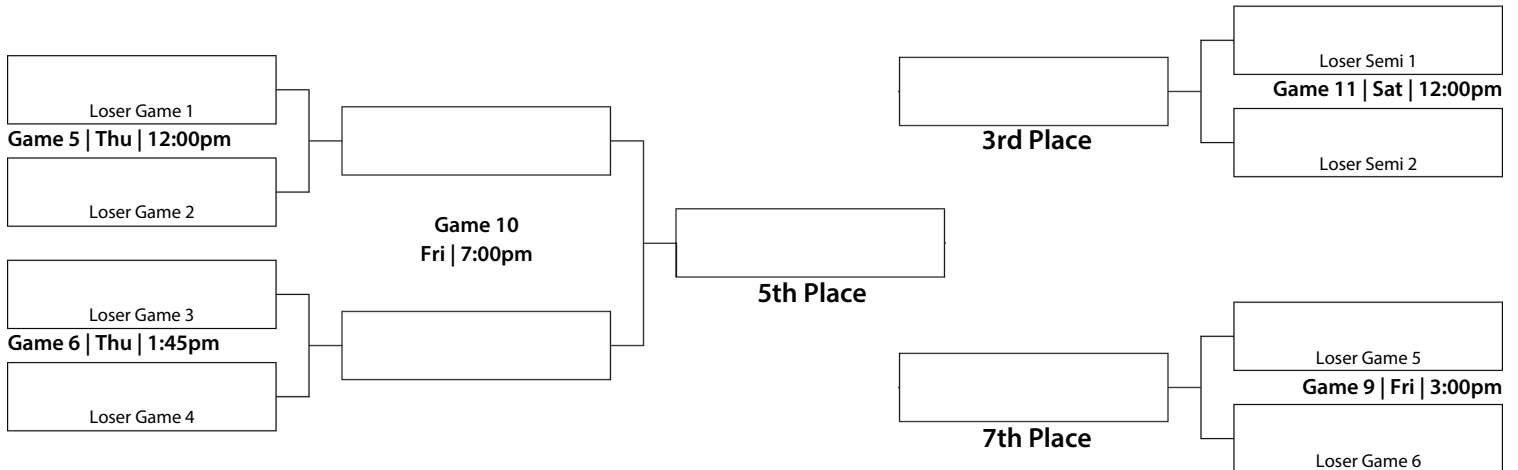 Loser Game 1
Game 5 | Thu | 12:00pm
Loser Game 2
Loser Game 3
Game 6 | Thu | 1:45pm
Loser Game 4
Game 10
Fri | 7:00pm
5th Place
Loser Semi 1
Game 11 | Sat | 12:00pm
3rd Place
Loser Semi 2
Loser Game 5
Game 9 | Fri | 3:00pm
7th Place
Loser Game 6